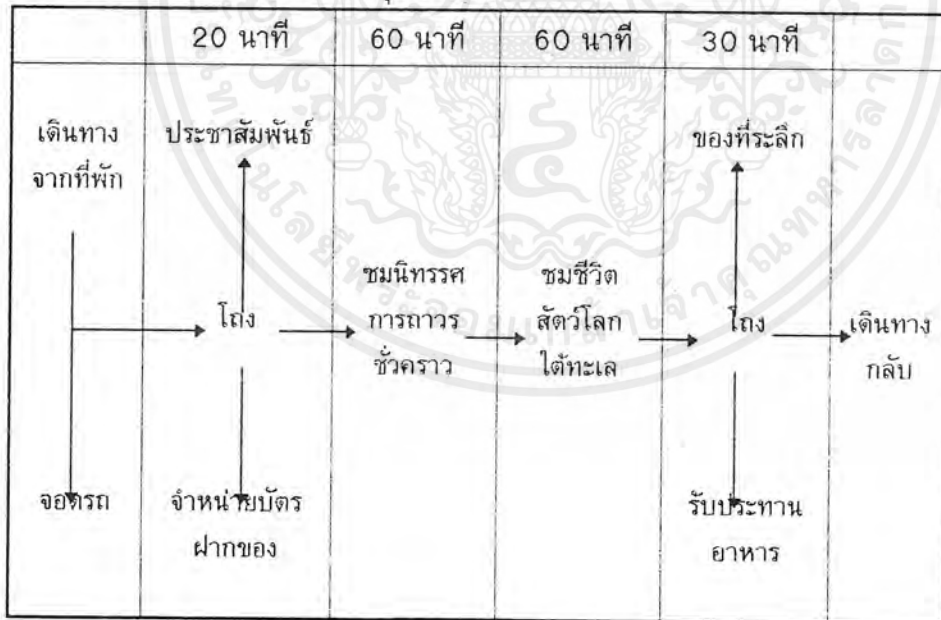 20 นาที
60 นาที
60 นาที
30 นาที
เดินทาง
จากที่พัก
จอดรถ
ประชาสัมพันธ์
โถง
จำหน่ายบัตร
ฝากของ
ชมนิทรรศ
การถาวร
ชั่วคราว
ชมชีวิต
สัตว์โลก
ใต้ทะเล
ของที่ระลึก
โถง
รับประทาน
อาหาร
เดินทาง
กลับ